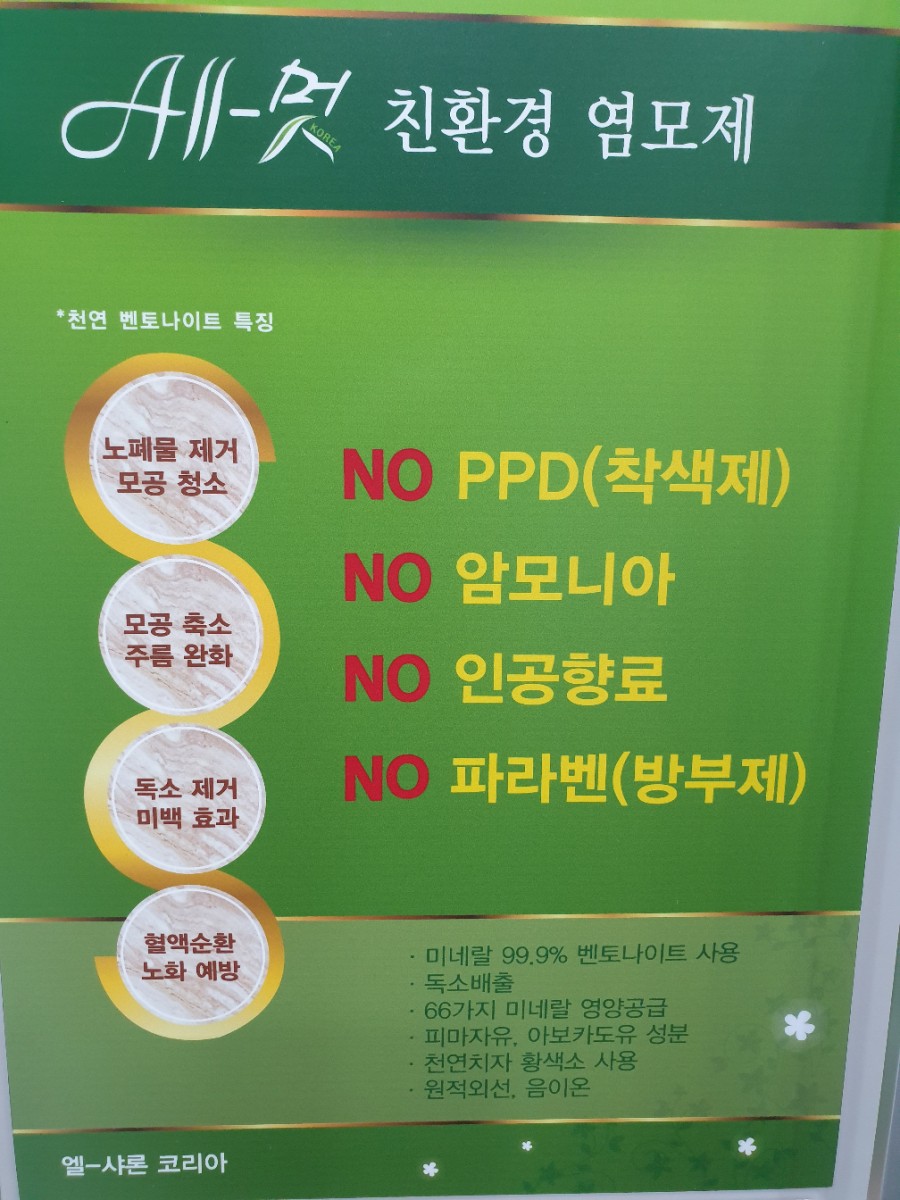 All-멋 KOREA 친환경 염모제
*천연 벤토나이트 특징
노폐물 제거
모공 청소
모공 축소
주름 완화
독소 제거
미백 효과
혈액순환
노화 예방
NO PPD(착색제)
NO 암모니아
NO 인공향료
NO 파라벤(방부제)
· 미네랄 99.9% 벤토나이트 사용
· 독소배출
· 66가지 미네랄 영양공급
· 피마자유, 아보카도유 성분
· 천연치자 황색소 사용
· 원적외선, 음이온
엘-샤론 코리아